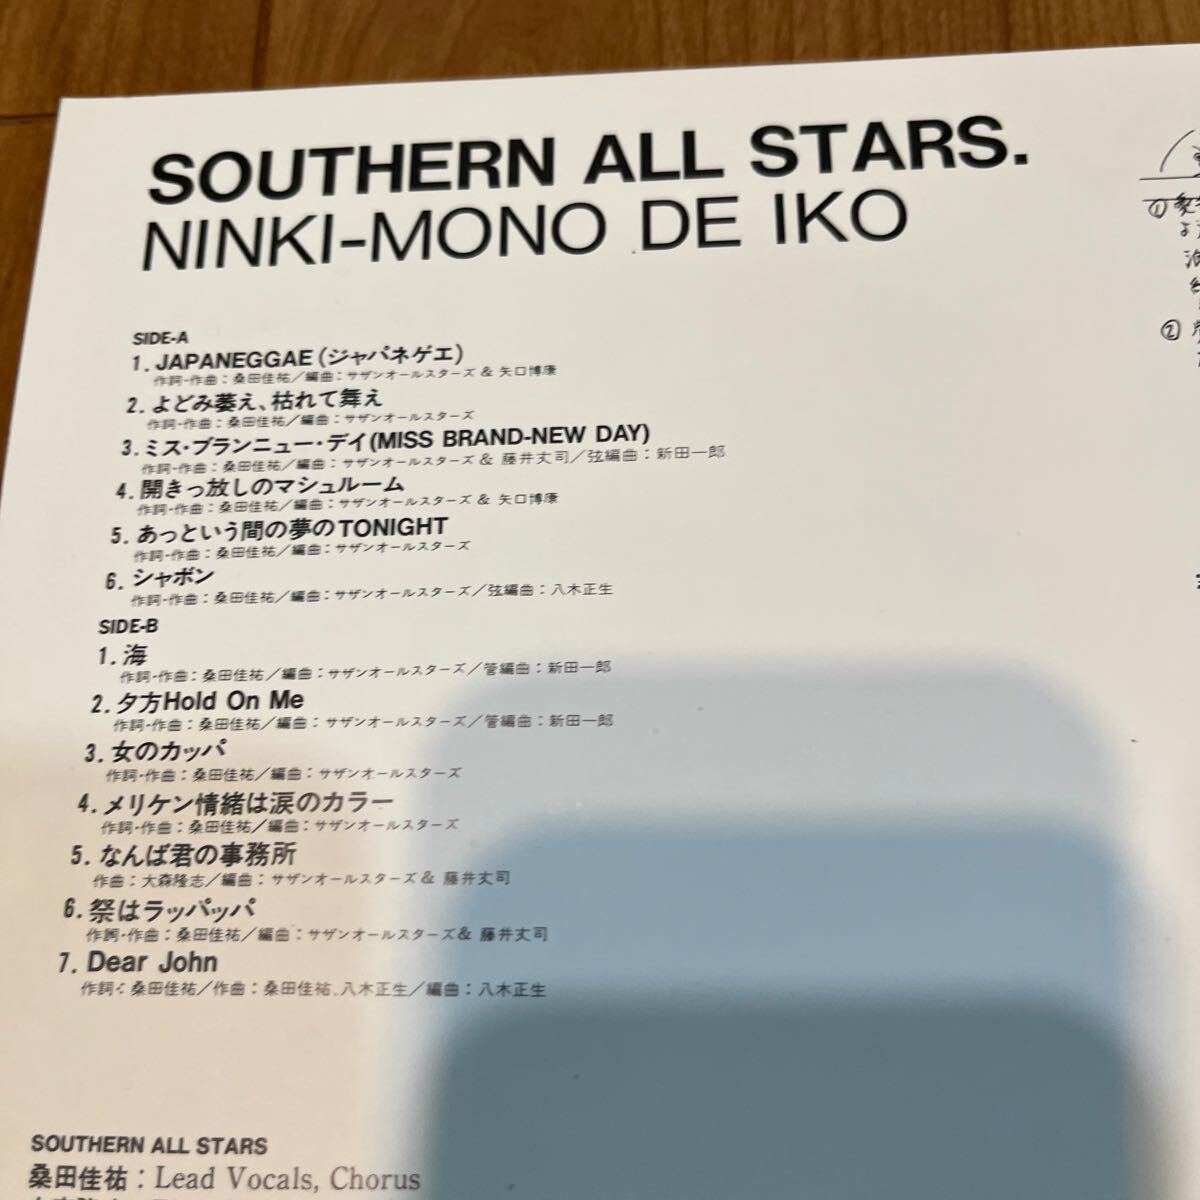 SOUTHERN ALL STARS.
NINKI-MONO DE IKO
SIDE-A
1. JAPANEGGAE(ジャパネゲエ)
作詞・作曲：桑田佳祐／編曲：サザンオールスターズ & 矢口博康
2. よどみ萎え、枯れて舞え
作詞・作曲：桑田佳祐／編曲：サザンオールスターズ
3. ミス・ブランニュー・デイ(MISS BRAND-NEW DAY)
作詞・作曲：桑田佳祐／編曲：サザンオールスターズ & 藤井丈司／弦編曲：新田一郎
4. 開きっ放しのマシュルーム
作詞・作曲：桑田佳祐／編曲：サザンオールスターズ & 矢口博康
5. あっという間の夢のTONIGHT
作詞・作曲：桑田佳祐／編曲：サザンオールスターズ
6. シャボン
作詞・作曲：桑田佳祐／編曲：サザンオールスターズ／弦編曲：八木正生
SIDE-B
1. 海
作詞・作曲：桑田佳祐／編曲：サザンオールスターズ／管編曲：新田一郎
2. 夕方Hold On Me
作詞・作曲：桑田佳祐／編曲：サザンオールスターズ／管編曲：新田一郎
3. 女のカッパ
作詞・作曲：桑田佳祐／編曲：サザンオールスターズ
4. メリケン情緒は涙のカラー
作詞・作曲：桑田佳祐／編曲：サザンオールスターズ
5. なんば君の事務所
作曲：大森隆志／編曲：サザンオールスターズ & 藤井丈司
6. 祭はラッパッパ
作詞・作曲：桑田佳祐／編曲：サザンオールスターズ & 藤井丈司
7. Dear John
作詞：桑田佳祐／作曲：桑田佳祐、八木正生／編曲：八木正生
SOUTHERN ALL STARS
桑田佳祐：Lead Vocals, Chorus
①
②